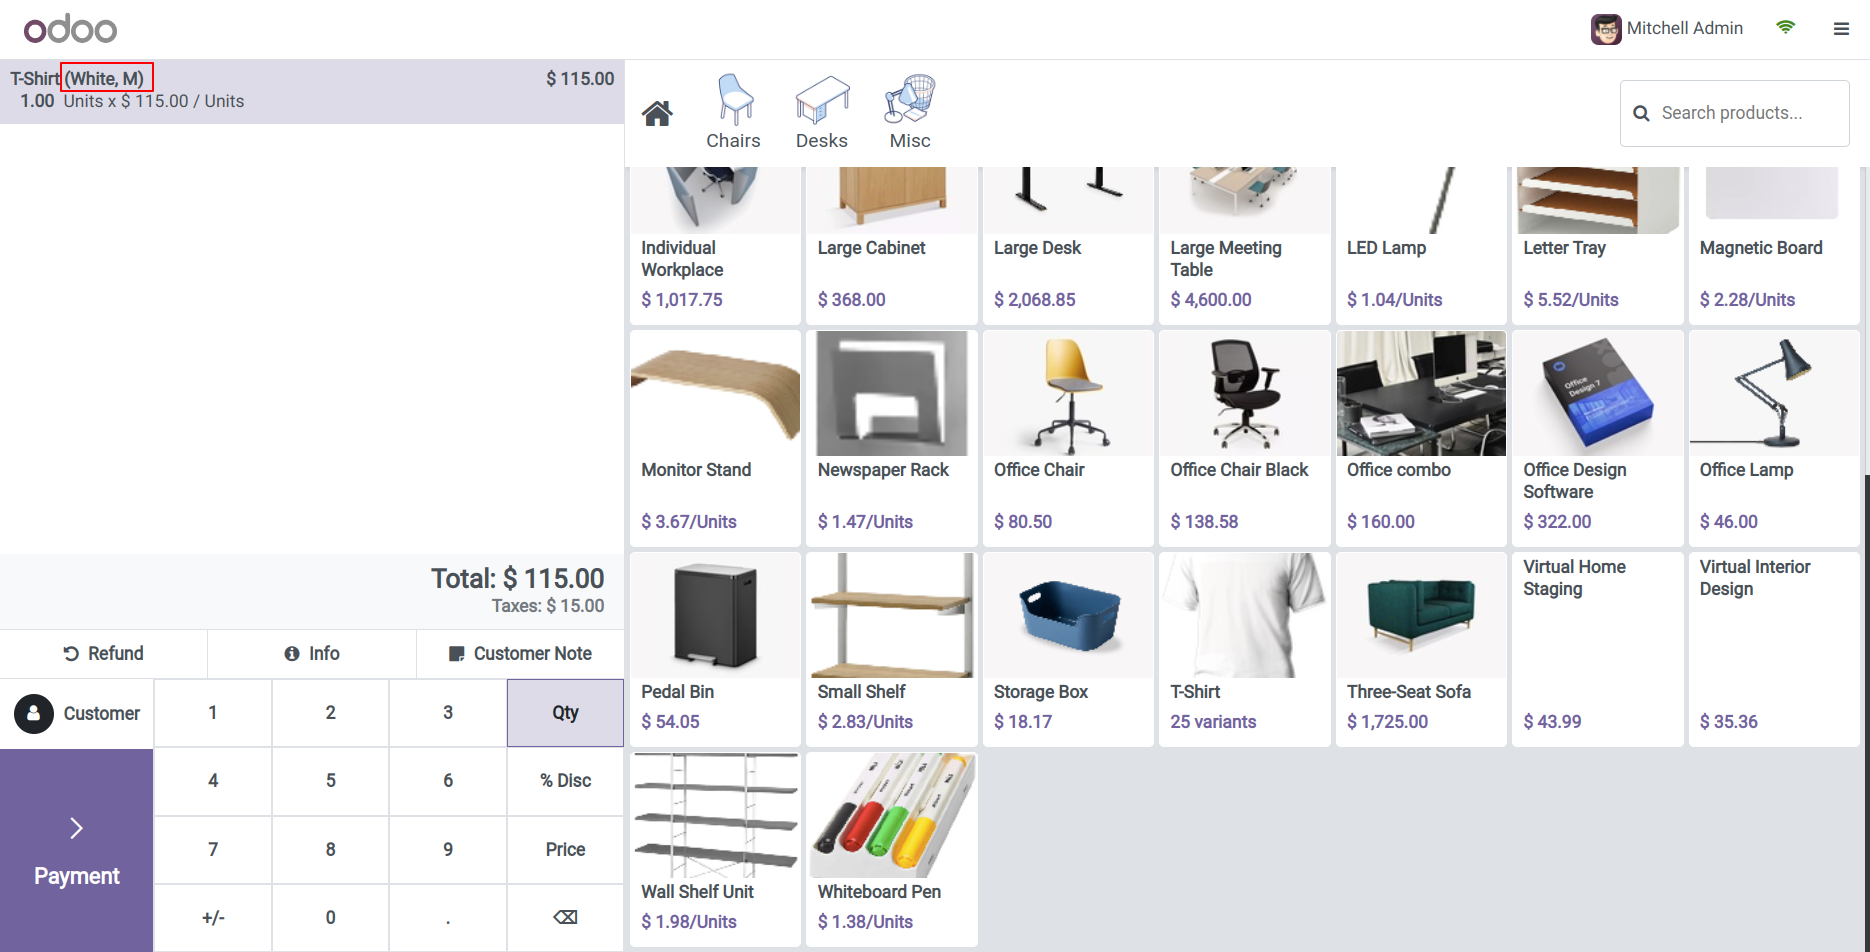 odoo
Mitchell Admin
T-Shirt (White, M) $ 115.00
1.00 Units x $ 115.00 / Units
Chairs
Desks
Misc
Search products...
Individual Workplace
$ 1,017.75
Large Cabinet
$ 368.00
Large Desk
$ 2,068.85
Large Meeting Table
$ 4,600.00
LED Lamp
$ 1.04/Units
Letter Tray
$ 5.52/Units
Magnetic Board
$ 2.28/Units
Monitor Stand
$ 3.67/Units
Newspaper Rack
$ 1.47/Units
Office Chair
$ 80.50
Office Chair Black
$ 138.58
Office combo
$ 160.00
Office
Design 7
Office Design Software
$ 322.00
Office Lamp
$ 46.00
Pedal Bin
$ 54.05
Small Shelf
$ 2.83/Units
Storage Box
$ 18.17
T-Shirt
25 variants
Three-Seat Sofa
$ 1,725.00
Virtual Home Staging
$ 43.99
Virtual Interior Design
$ 35.36
Wall Shelf Unit
$ 1.98/Units
Whiteboard Pen
$ 1.38/Units
Total: $ 115.00
Taxes: $ 15.00
Refund
Info
Customer Note
Customer
1 2 3 Qty
4 5 6 % Disc
7 8 9 Price
+/- 0 .
Payment